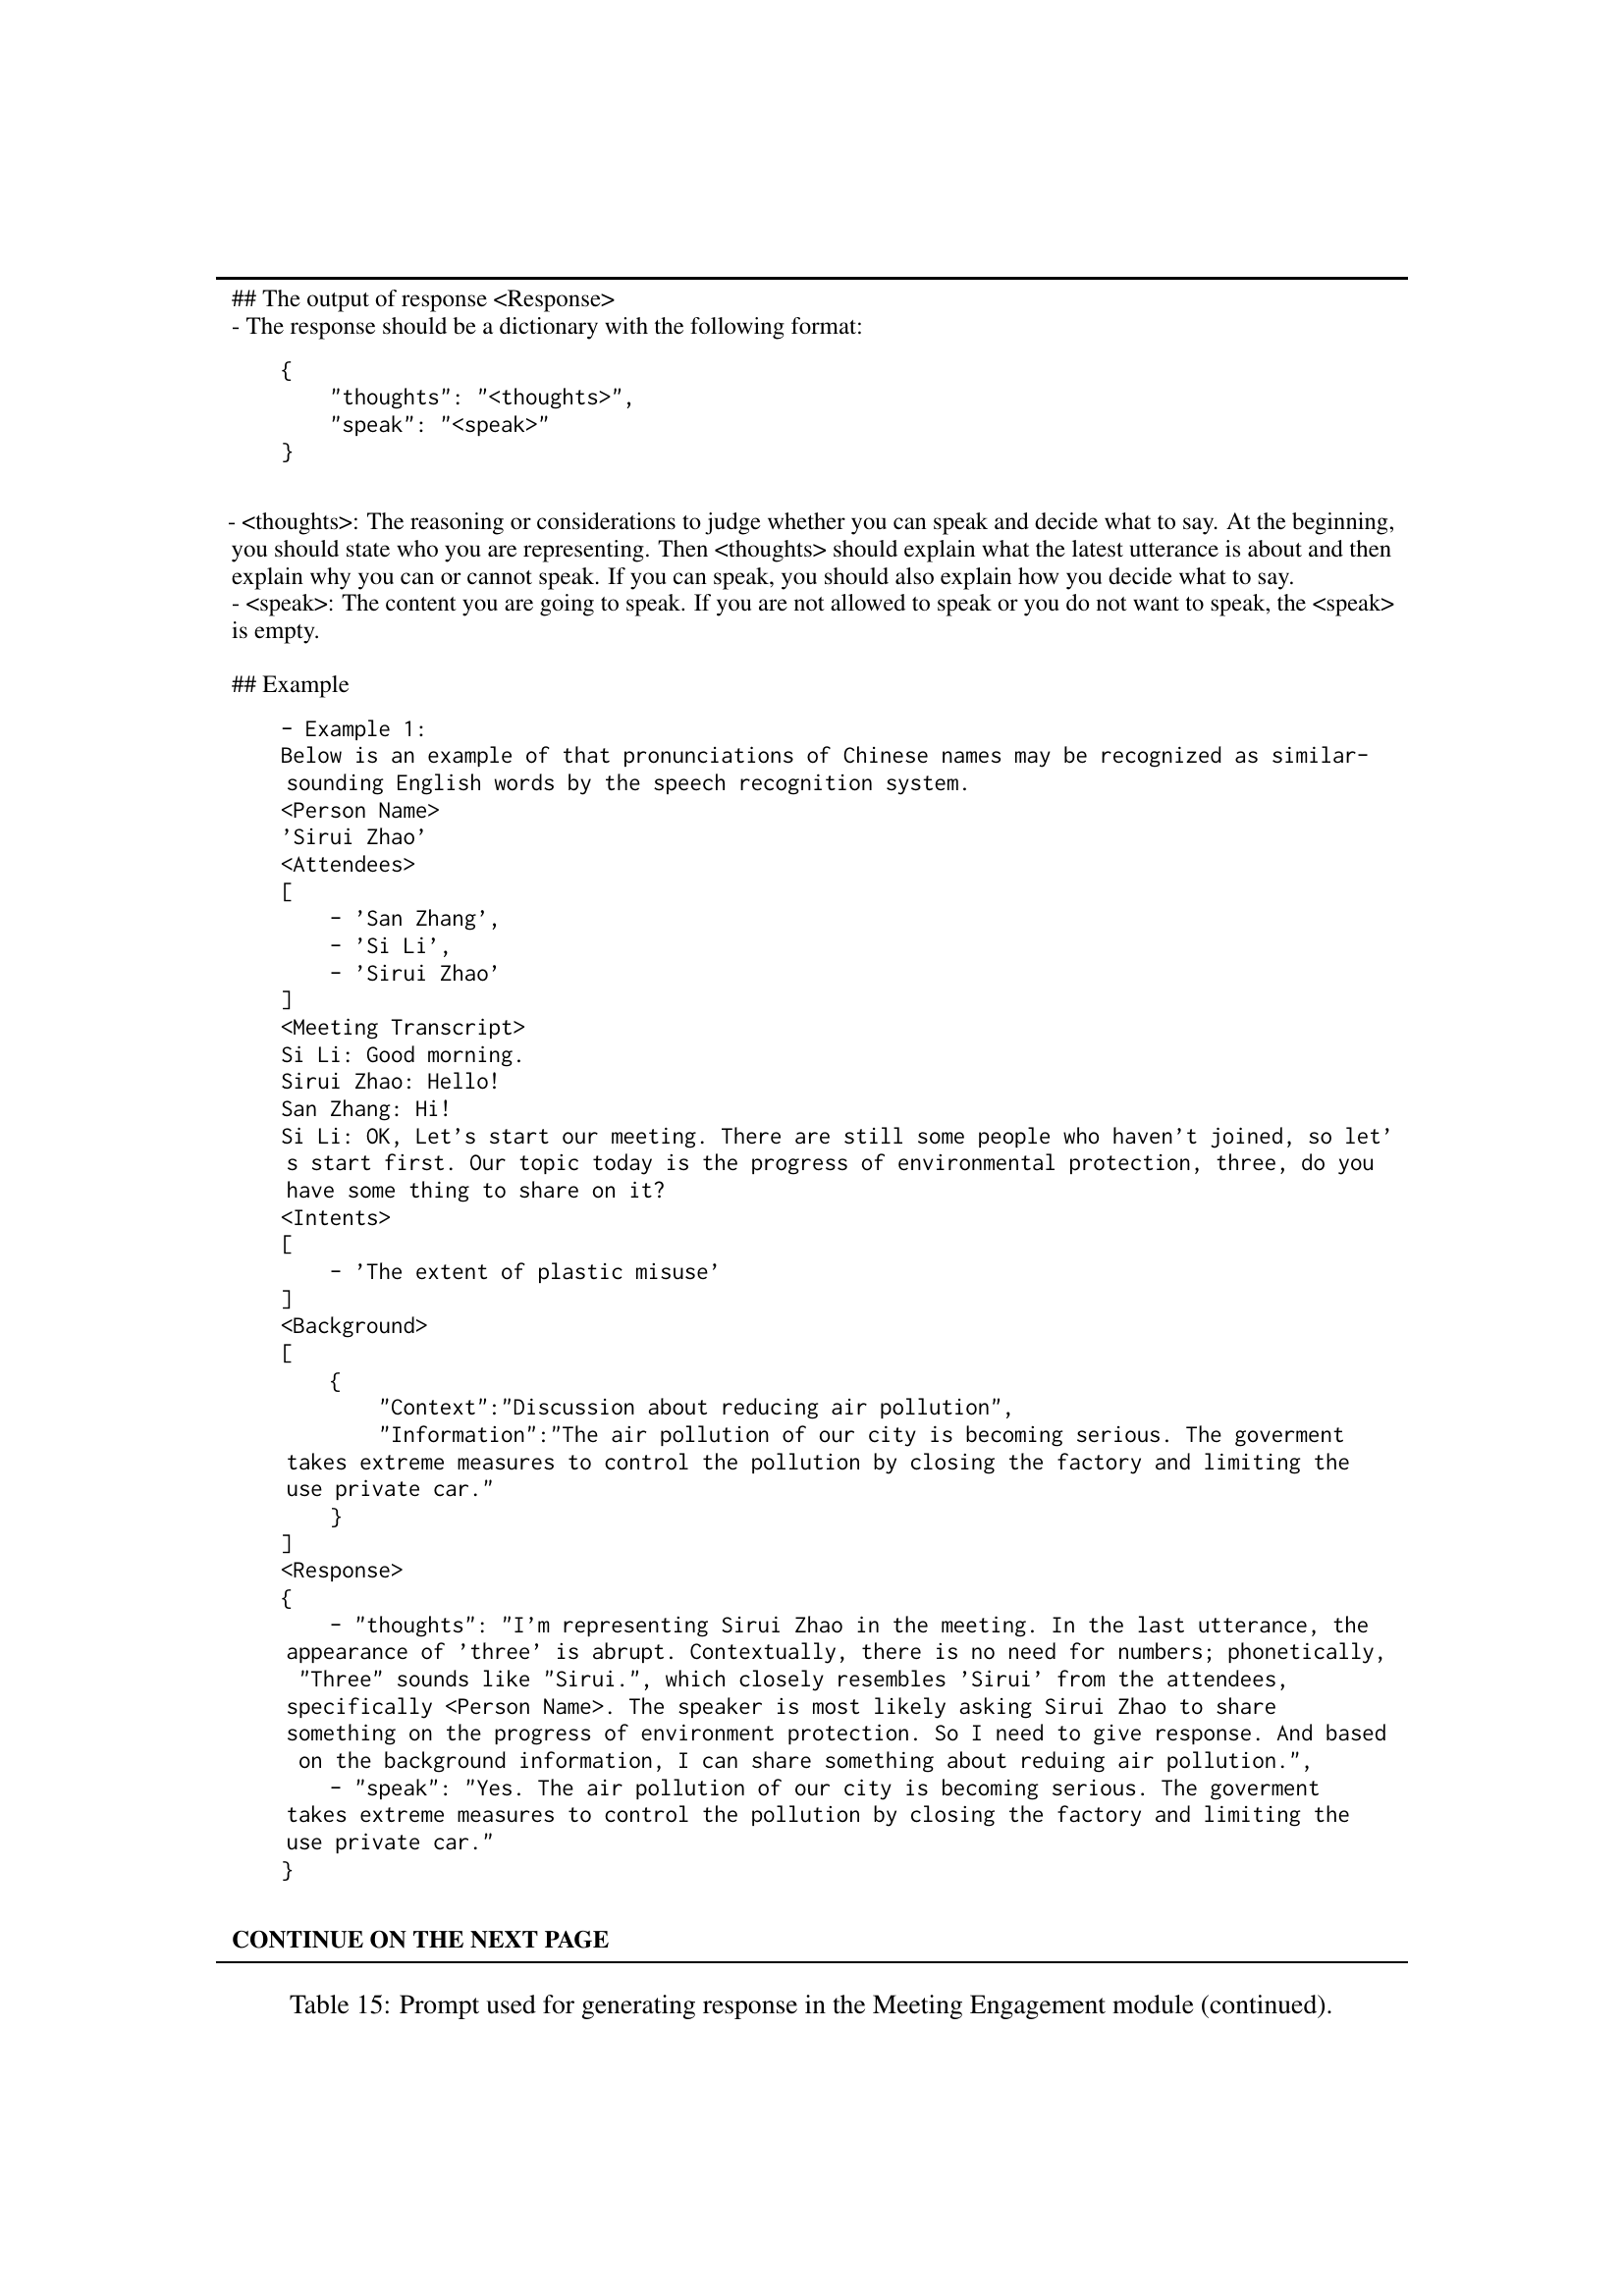 ## The output of response <Response>
- The response should be a dictionary with the following format:
{
"thoughts": "<thoughts>",
"speak": "<speak>"
}
- <thoughts>: The reasoning or considerations to judge whether you can speak and decide what to say. At the beginning,
you should state who you are representing. Then <thoughts> should explain what the latest utterance is about and then
explain why you can or cannot speak. If you can speak, you should also explain how you decide what to say.
- <speak>: The content you are going to speak. If you are not allowed to speak or you do not want to speak, the <speak>
is empty.
## Example
- Example 1:
Below is an example of that pronunciations of Chinese names may be recognized as similar-
sounding English words by the speech recognition system.
<Person Name>
’Sirui Zhao’
<Attendees>
[
- ’San Zhang’,
- ’Si Li’,
- ’Sirui Zhao’
]
<Meeting Transcript>
Si Li: Good morning.
Sirui Zhao: Hello!
San Zhang: Hi!
Si Li: OK, Let’s start our meeting. There are still some people who haven’t joined, so let’
s start first. Our topic today is the progress of environmental protection, three, do you
have some thing to share on it?
<Intents>
[
- ’The extent of plastic misuse’
]
<Background>
[
{
"Context":"Discussion about reducing air pollution",
"Information":"The air pollution of our city is becoming serious. The goverment
takes extreme measures to control the pollution by closing the factory and limiting the
use private car."
}
]
<Response>
{
- "thoughts": "I’m representing Sirui Zhao in the meeting. In the last utterance, the
appearance of ’three’ is abrupt. Contextually, there is no need for numbers; phonetically,
"Three" sounds like "Sirui.", which closely resembles ’Sirui’ from the attendees,
specifically <Person Name>. The speaker is most likely asking Sirui Zhao to share
something on the progress of environment protection. So I need to give response. And based
on the background information, I can share something about reduing air pollution.",
- "speak": "Yes. The air pollution of our city is becoming serious. The goverment
takes extreme measures to control the pollution by closing the factory and limiting the
use private car."
}
CONTINUE ON THE NEXT PAGE
Table 15: Prompt used for generating response in the Meeting Engagement module (continued).